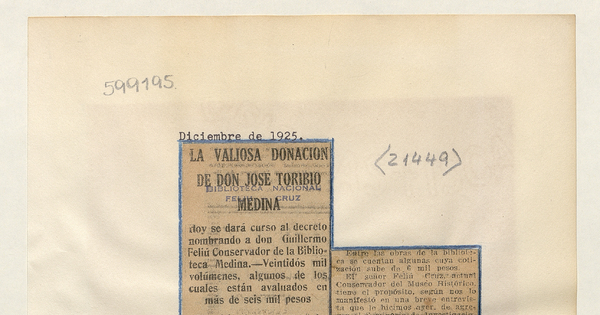 599195.
Diciembre de 1925.
(21449)
LA VALIOSA DONACION
DE DON JOSE TORIBIO
BIBLIOTECA NACIONAL
MEDINA
Hoy se dará curso al decreto
nombrando a don Guillermo
Feliú Conservador de la Biblio-
teca Medina.—Veintidós mil
volúmenes, algunos de los
cuales están avaluados en
más de seis mil pesos
Entre las obras de la bibliote-
ca se cuentan algunas cuya coti-
zación sube de 6 mil pesos.
El señor Feliú Cruz, actual
Conservador del Museo Histórico,
tiene el propósito, según nos lo
manifestó en una breve entrevis-
ta que le hicimos ayer, de